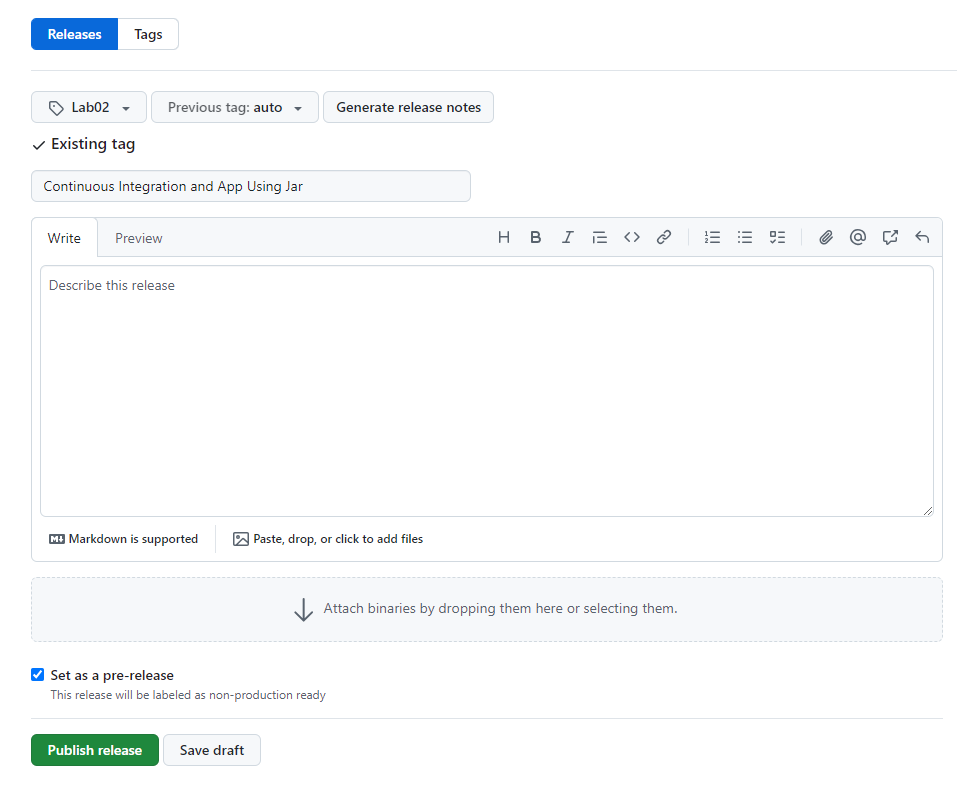 Releases Tags
Lab02 Previous tag: auto Generate release notes
Existing tag
Continuous Integration and App Using Jar
Write Preview
Describe this release
Markdown is supported Paste, drop, or click to add files
Attach binaries by dropping them here or selecting them.
Set as a pre-release
This release will be labeled as non-production ready
Publish release Save draft